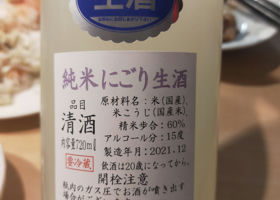 生酒
純米にごり生酒
品目
清酒
内容量720ml
要冷蔵
原材料名:米(国産)、
米こうじ(国産米)、
精米歩合:60%
アルコール分:15度
製造年月:2021.12
飲酒は20歳になってから。
開栓注意
瓶内のガス圧でお酒が噴き出す